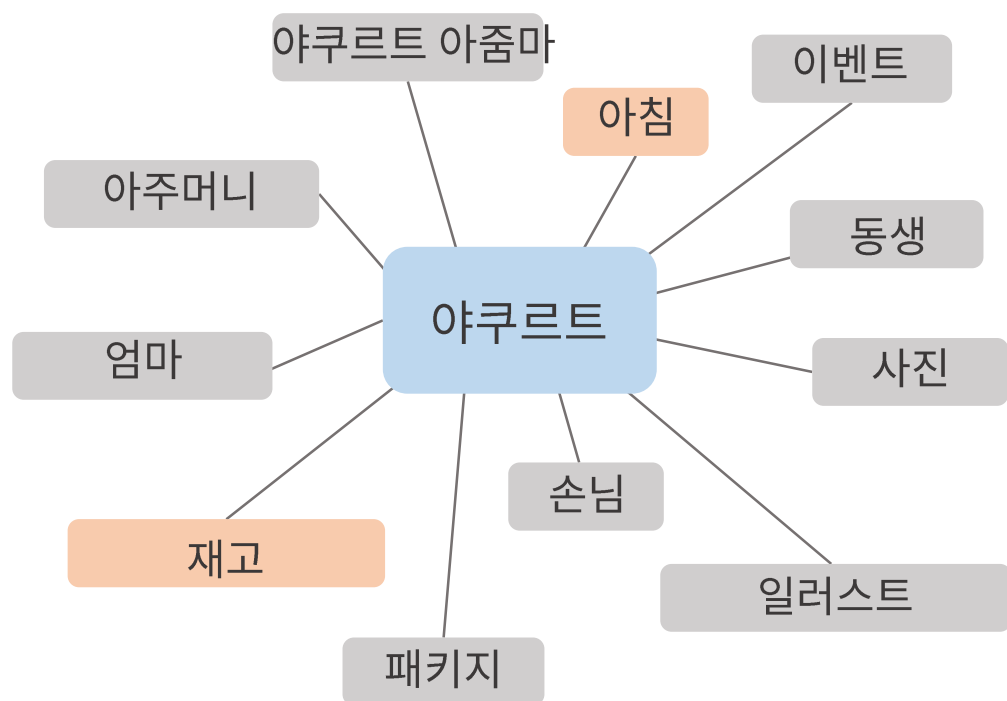 야쿠르트 아줌마
이벤트
아침
아주머니
동생
야쿠르트
엄마
사진
손님
재고
일러스트
패키지